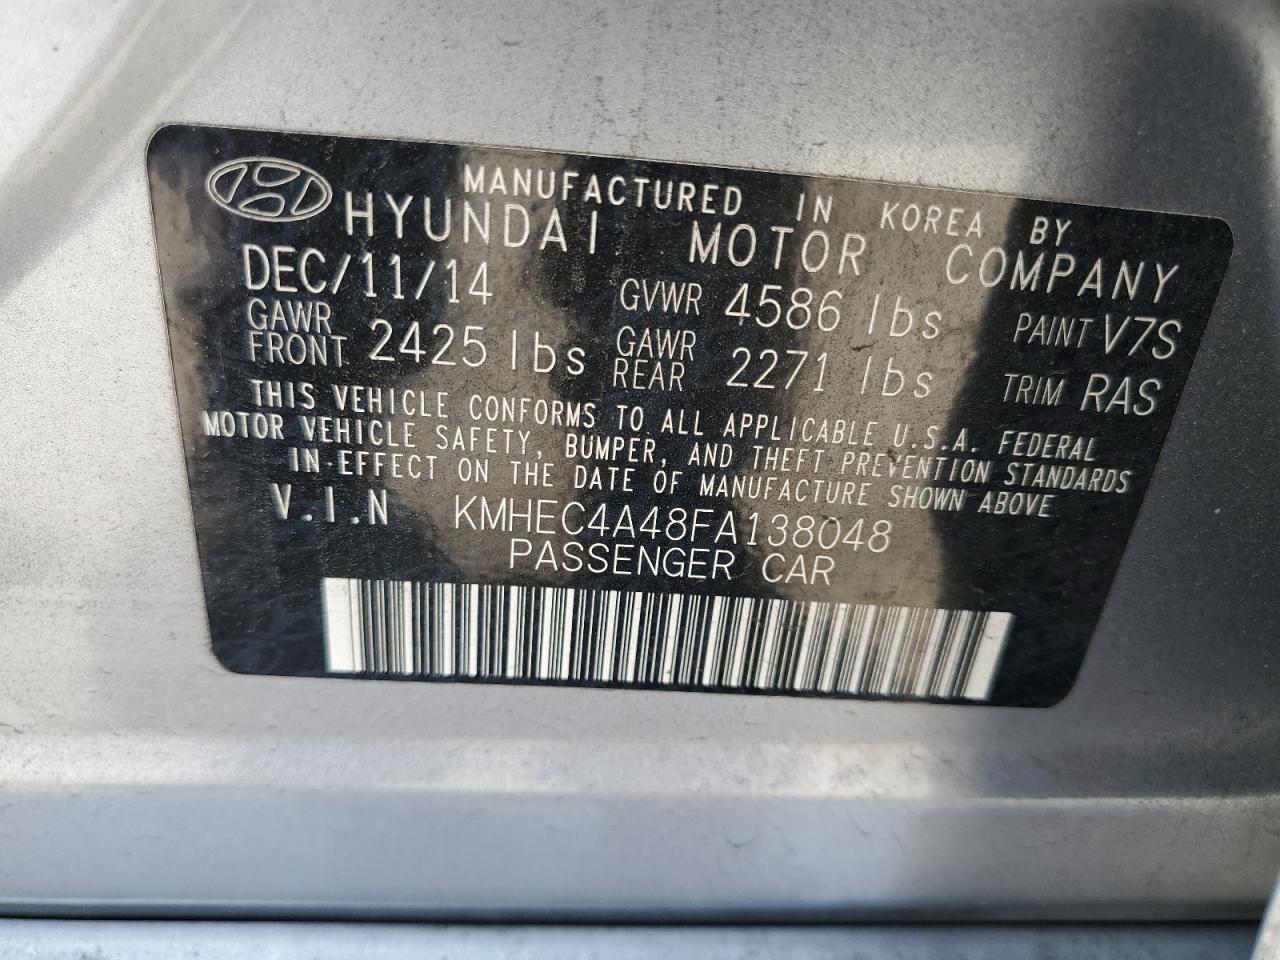 MANUFACTURED IN KOREA BY
HYUNDAI MOTOR COMPANY
DEC/11/14 GVWR 4586 lbs PAINT V7S
GAWR FRONT 2425 lbs GAWR REAR 2271 lbs TRIM RAS
THIS VEHICLE CONFORMS TO ALL APPLICABLE U.S.A. FEDERAL
MOTOR VEHICLE SAFETY, BUMPER, AND THEFT PREVENTION STANDARDS
IN EFFECT ON THE DATE OF MANUFACTURE SHOWN ABOVE
V.I.N KMHEC4A48FA138048
PASSENGER CAR